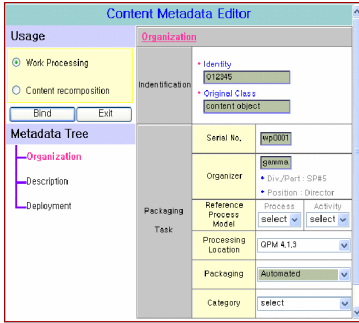 Content Metadata Editor
Usage
Work Processing
Content recomposition
Bind
Exit
Metadata Tree
Organization
Description
Deployment
Organization
Indentification
* Identity
012345
* Original Class
content object
Packaging
Task
Serial No.
wp0001
Organizer
gamma
• Div./Part : SP#5
• Position : Director
Reference
Process
Model
Process
Activity
select
select
Processing
Location
QPM 4,1,3
Packaging
Automated
Category
select